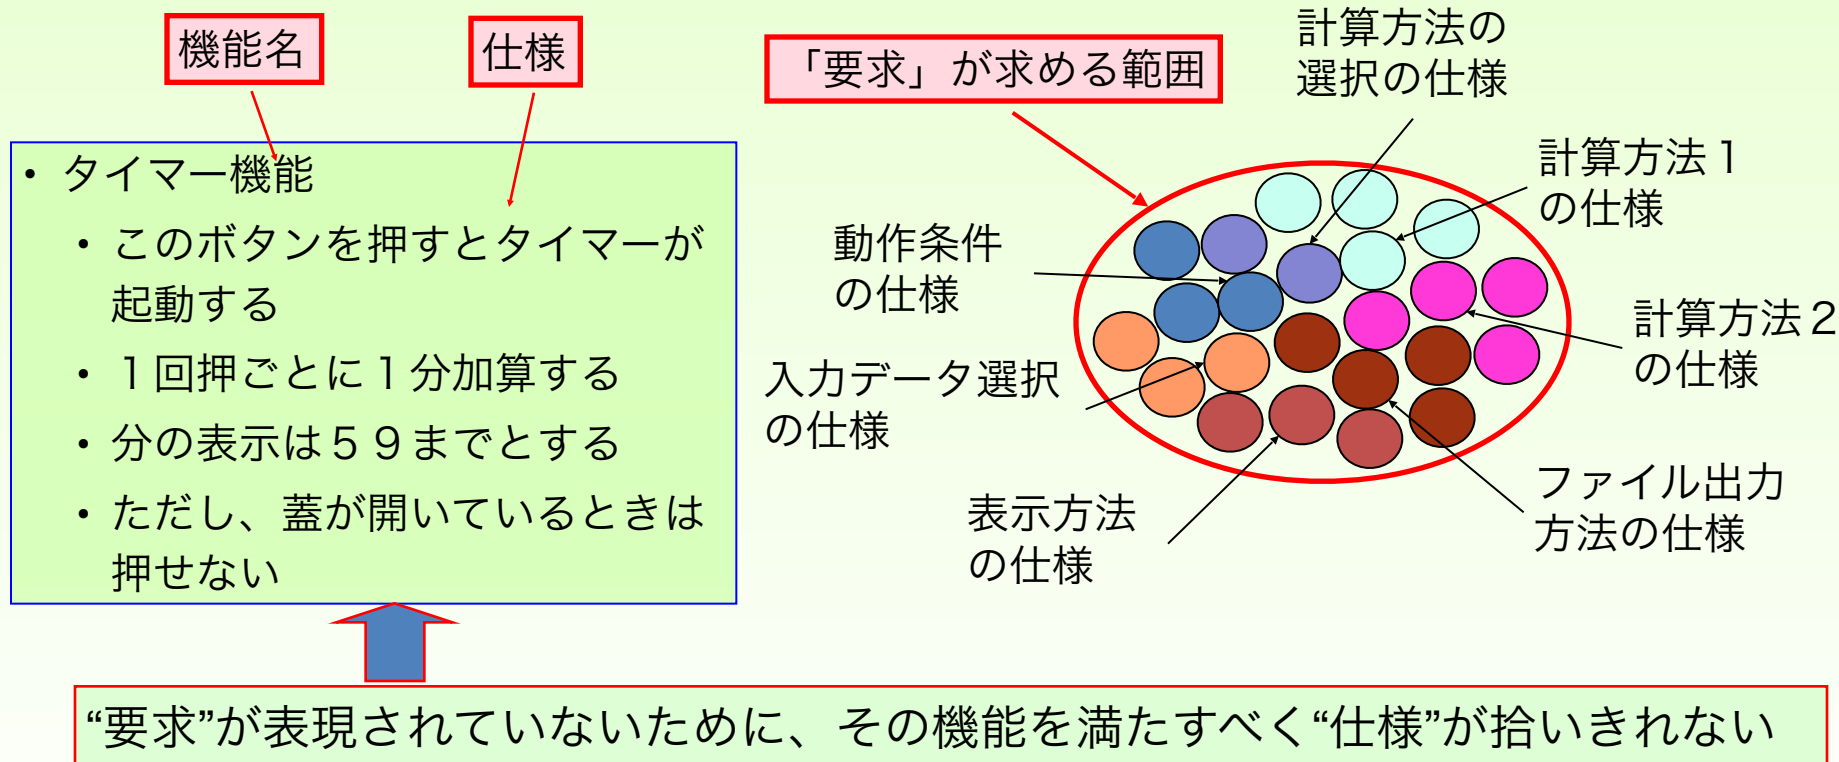 機能名
仕様
・ タイマー機能
・ このボタンを押すとタイマーが
起動する
・ １回押ごとに１分加算する
・ 分の表示は５９までとする
・ ただし、蓋が開いているときは
押せない
「要求」が求める範囲
計算方法の
選択の仕様
計算方法１
の仕様
動作条件
の仕様
計算方法２
の仕様
入力データ選択
の仕様
ファイル出力
方法の仕様
表示方法
の仕様
“要求”が表現されていないために、その機能を満たすべく“仕様”が拾いきれない